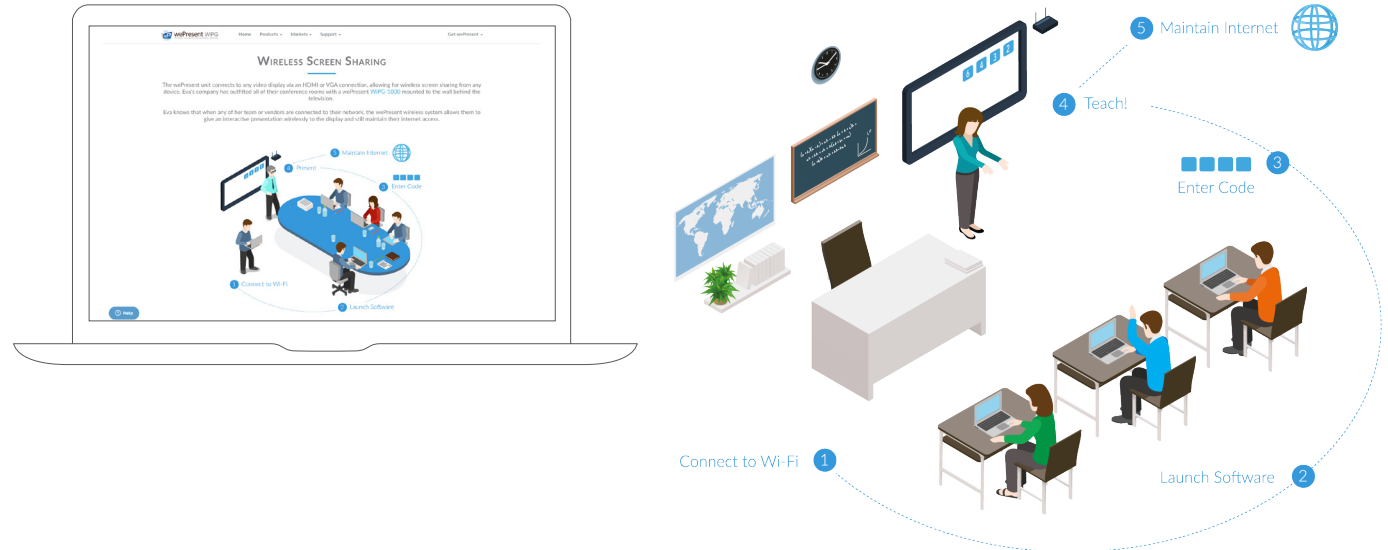 wePresent WiPG
Home Products Markets Support Get wePresent
Wireless Screen Sharing
The wePresent unit connects to any video display via an HDMI or VGA connection, allowing for wireless screen sharing from any
device. Eva's company has outfitted all of their conference rooms with a wePresent WiPG-1000 mounted to the wall behind the
television.
Eva knows that when any of her team or vendors are connected to their network, the wePresent wireless system allows them to
give an interactive presentation wirelessly to the display and still maintain their internet access.
5 Maintain Internet
4 Present
3
Enter Code
1 Connect to Wi-Fi
2 Launch Software
Help
5 Maintain Internet
6 4 3 2
4 Teach!
3
Enter Code
Connect to Wi-Fi 1
Launch Software 2